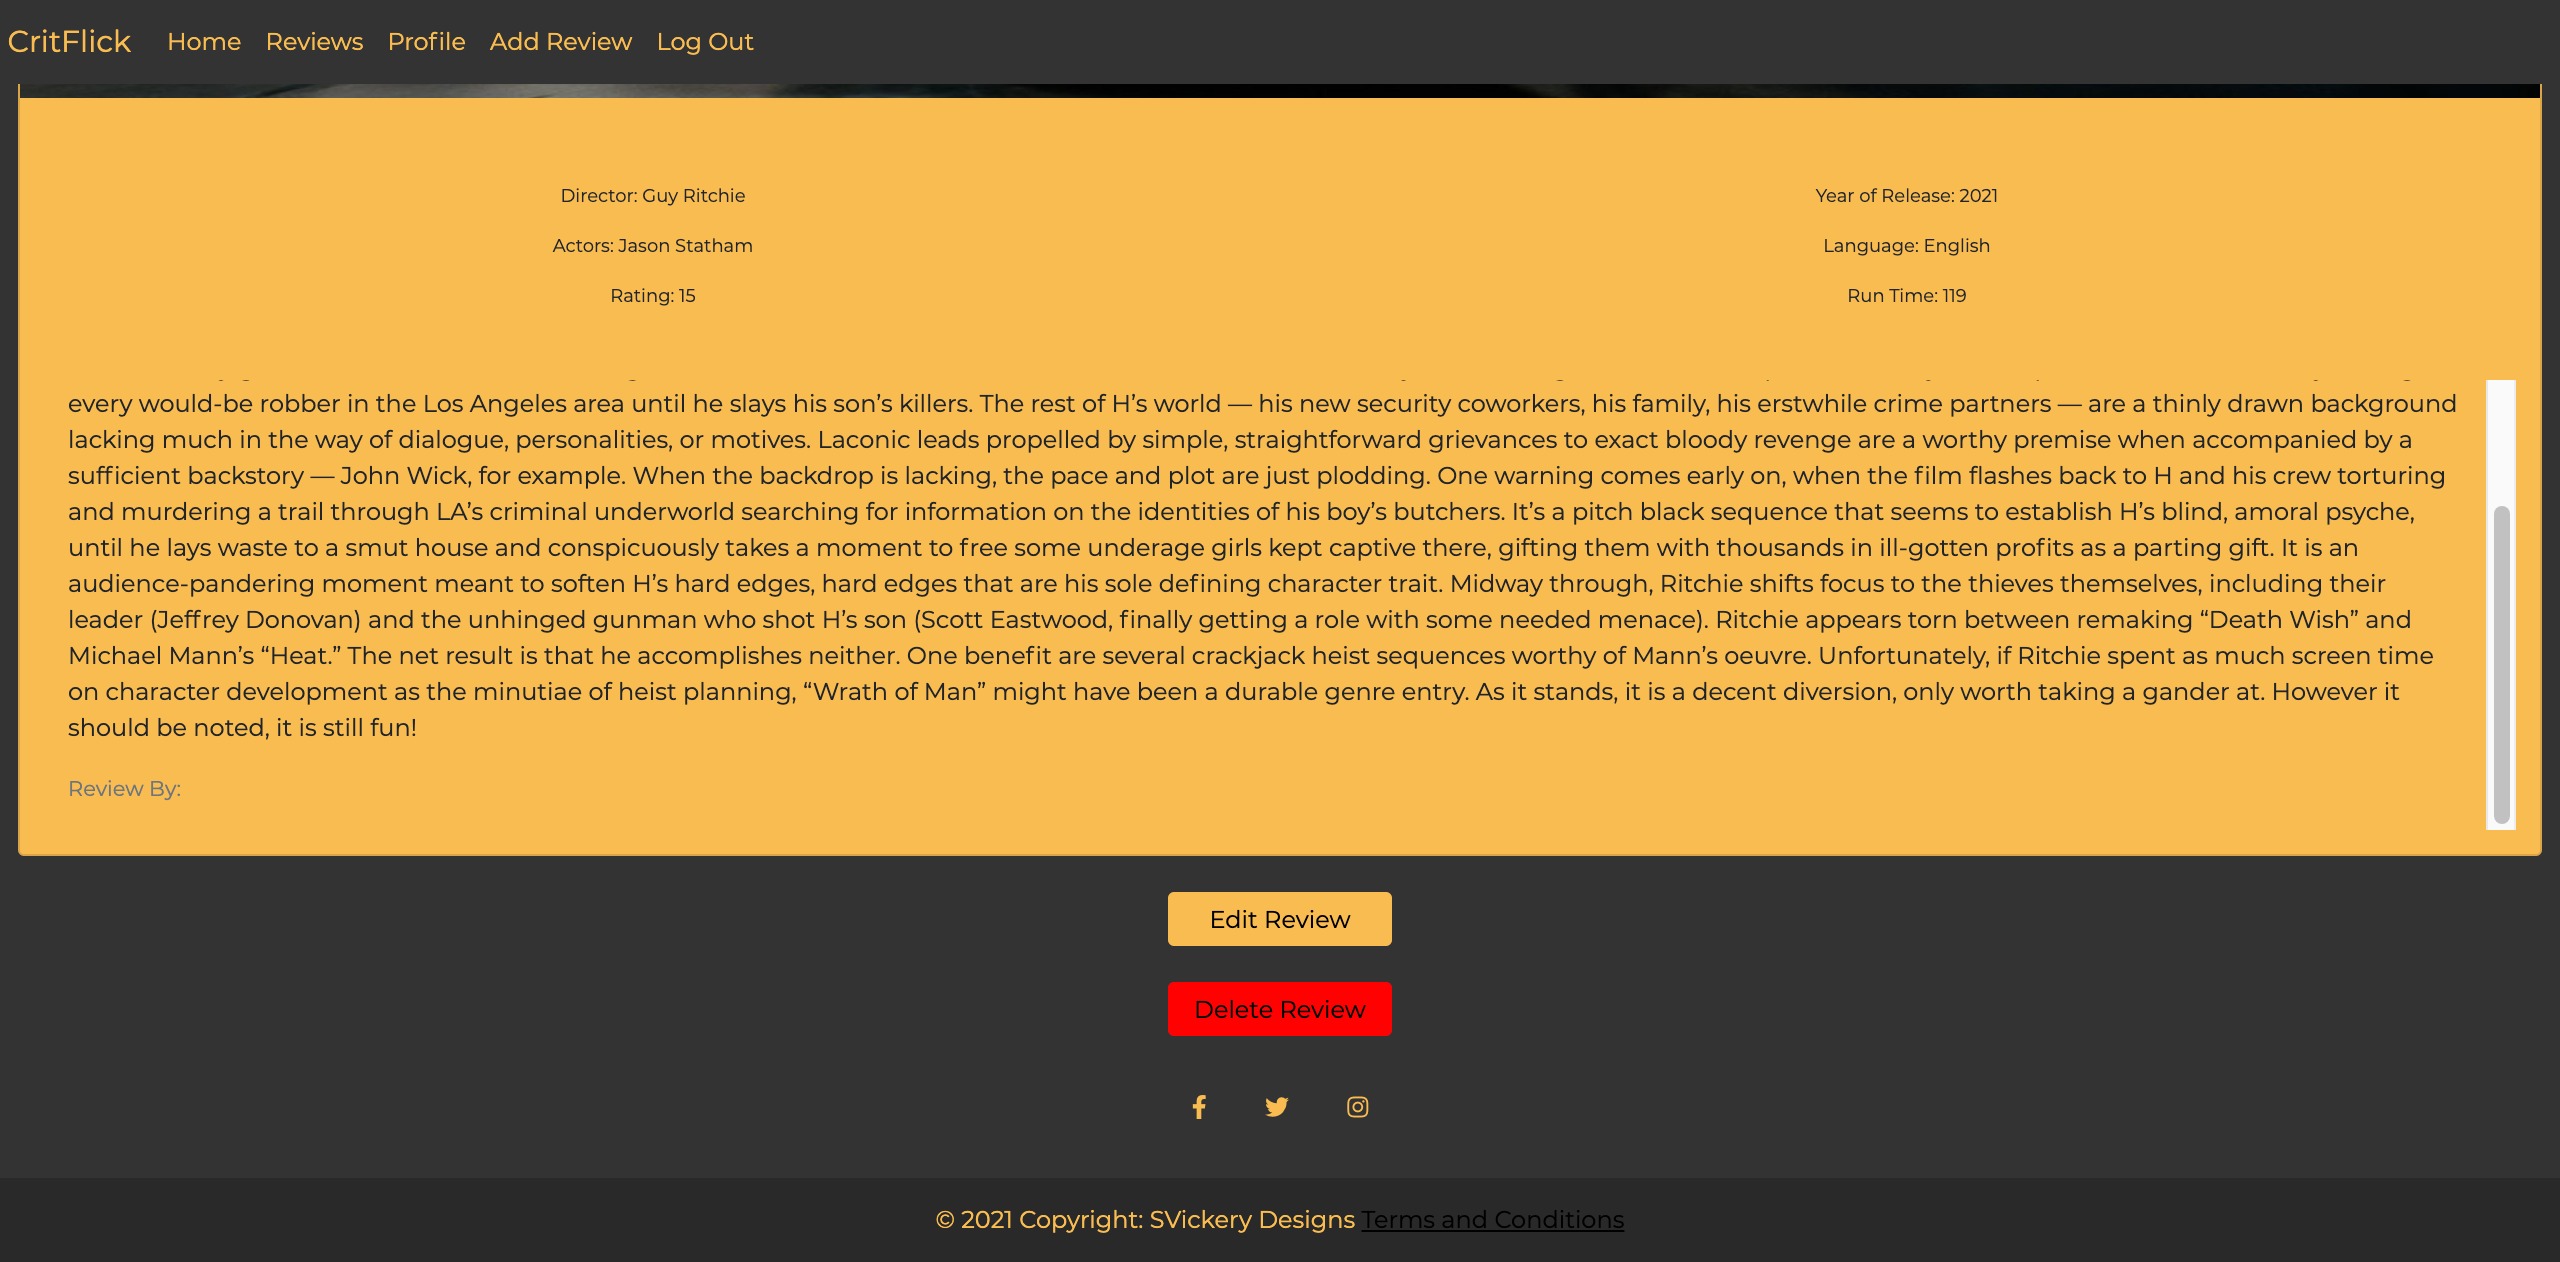 CritFlick Home Reviews Profile Add Review Log Out
Director: Guy Ritchie
Actors: Jason Statham
Rating: 15
Year of Release: 2021
Language: English
Run Time: 119
every would-be robber in the Los Angeles area until he slays his son’s killers. The rest of H’s world — his new security coworkers, his family, his erstwhile crime partners — are a thinly drawn background
lacking much in the way of dialogue, personalities, or motives. Laconic leads propelled by simple, straightforward grievances to exact bloody revenge are a worthy premise when accompanied by a
sufficient backstory — John Wick, for example. When the backdrop is lacking, the pace and plot are just plodding. One warning comes early on, when the film flashes back to H and his crew torturing
and murdering a trail through LA’s criminal underworld searching for information on the identities of his boy’s butchers. It’s a pitch black sequence that seems to establish H’s blind, amoral psyche,
until he lays waste to a smut house and conspicuously takes a moment to free some underage girls kept captive there, gifting them with thousands in ill-gotten profits as a parting gift. It is an
audience-pandering moment meant to soften H’s hard edges, hard edges that are his sole defining character trait. Midway through, Ritchie shifts focus to the thieves themselves, including their
leader (Jeffrey Donovan) and the unhinged gunman who shot H’s son (Scott Eastwood, finally getting a role with some needed menace). Ritchie appears torn between remaking “Death Wish” and
Michael Mann’s “Heat.” The net result is that he accomplishes neither. One benefit are several crackjack heist sequences worthy of Mann’s oeuvre. Unfortunately, if Ritchie spent as much screen time
on character development as the minutiae of heist planning, “Wrath of Man” might have been a durable genre entry. As it stands, it is a decent diversion, only worth taking a gander at. However it
should be noted, it is still fun!
Review By:
Edit Review
Delete Review
© 2021 Copyright: SVickery Designs Terms and Conditions